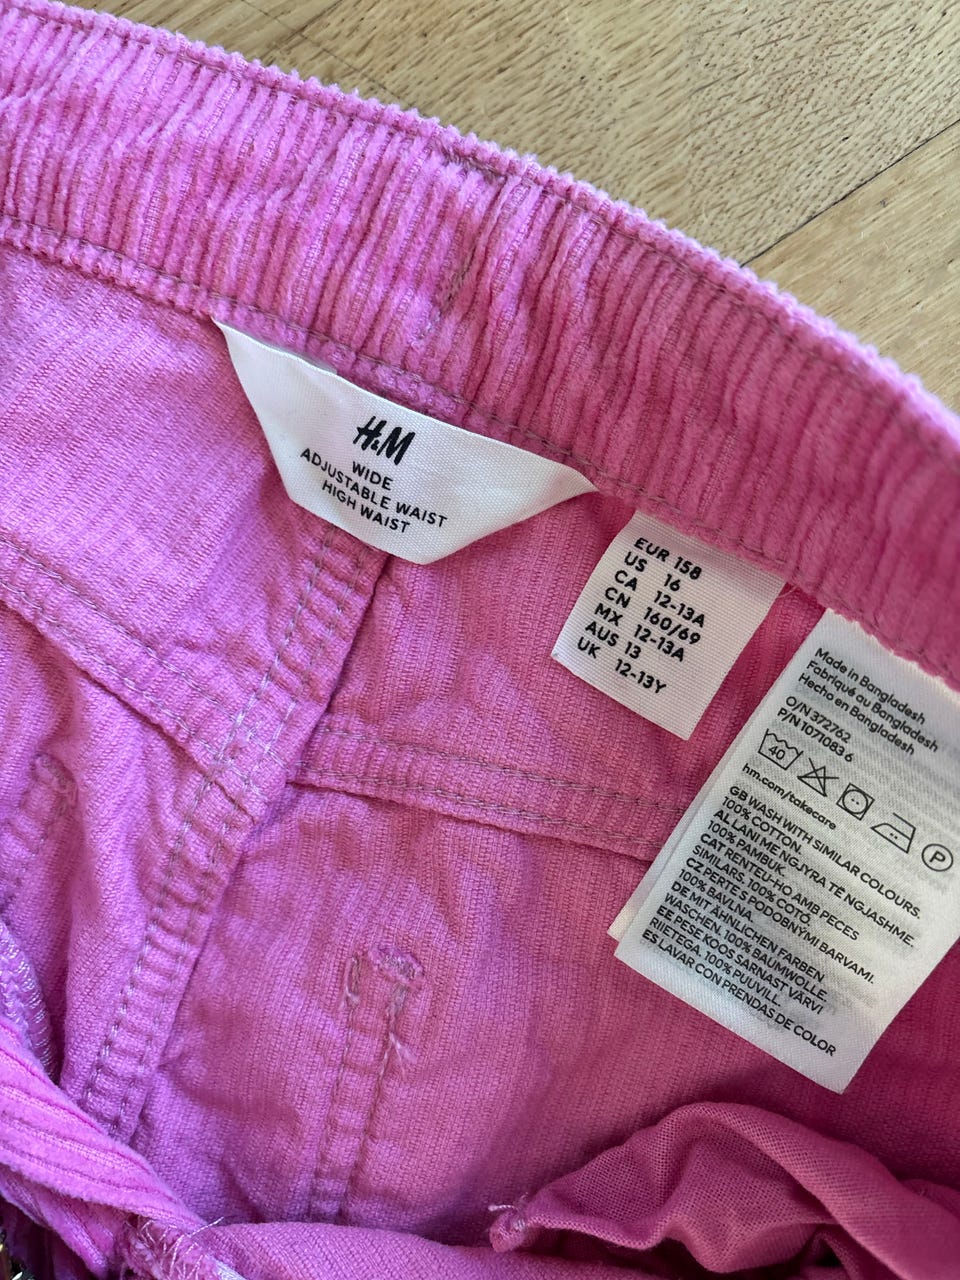 H&M
WIDE
ADJUSTABLE WAIST
HIGH WAIST
EUR 158
US 16
CA 12-13A
CN 160/69
MX 12-13A
AUS 13
UK 12-13Y
Made in Bangladesh
Fabriqué au Bangladesh
Hecho en Bangladesh
O/N 372762
P/N 1071083 6
40
P
hm.com/takecare
GB WASH WITH SIMILAR COLOURS.
100% COTTON.
AL LANI ME NGJYRA TË NGJASHME.
100% PAMBUK.
CAT RENTEU-HO AMB PECES
SIMILARS. 100% COTÓ.
CZ PERTE S PODOBNÝMI BARVAMI.
100% BAVLNA.
DE MIT ÄHNLICHEN FARBEN
WASCHEN. 100% BAUMWOLLE.
EE PESE KOOS SARNAST VÄRVI
RIIETEGA. 100% PUUVILL.
ES LAVAR CON PRENDAS DE COLOR